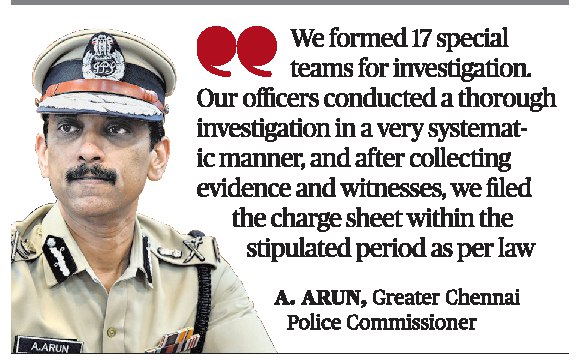 We formed 17 special
teams for investigation.
Our officers conducted a thorough
investigation in a very systemat-
ic manner, and after collecting
evidence and witnesses, we filed
the charge sheet within the
stipulated period as per law
A. ARUN, Greater Chennai
Police Commissioner
A.ARUN